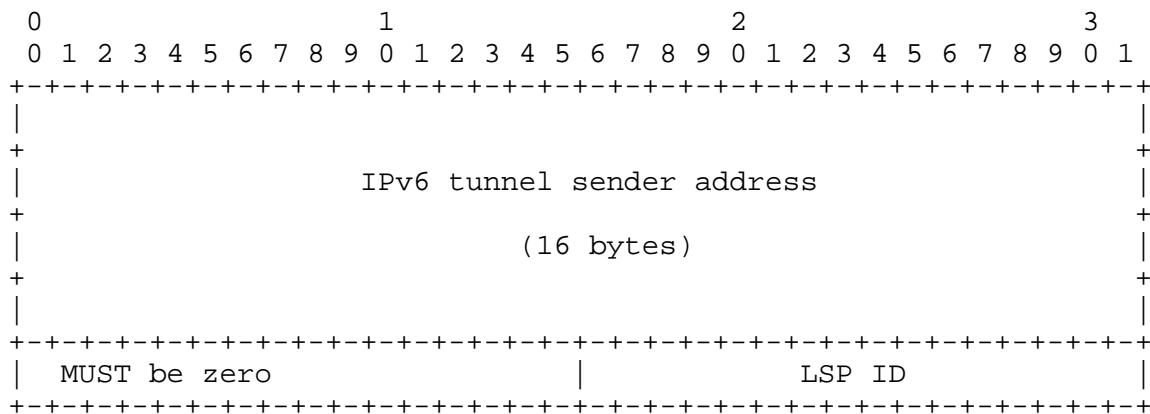 0                   1                   2                   3
 0 1 2 3 4 5 6 7 8 9 0 1 2 3 4 5 6 7 8 9 0 1 2 3 4 5 6 7 8 9 0 1
+-+-+-+-+-+-+-+-+-+-+-+-+-+-+-+-+-+-+-+-+-+-+-+-+-+-+-+-+-+-+-+-+
|                                                               |
+                                                               +
|                   IPv6 tunnel sender address                  |
+                                                               +
|                            (16 bytes)                         |
+                                                               +
|                                                               |
+-+-+-+-+-+-+-+-+-+-+-+-+-+-+-+-+-+-+-+-+-+-+-+-+-+-+-+-+-+-+-+-+
|  MUST be zero                 |            LSP ID             |
+-+-+-+-+-+-+-+-+-+-+-+-+-+-+-+-+-+-+-+-+-+-+-+-+-+-+-+-+-+-+-+-+